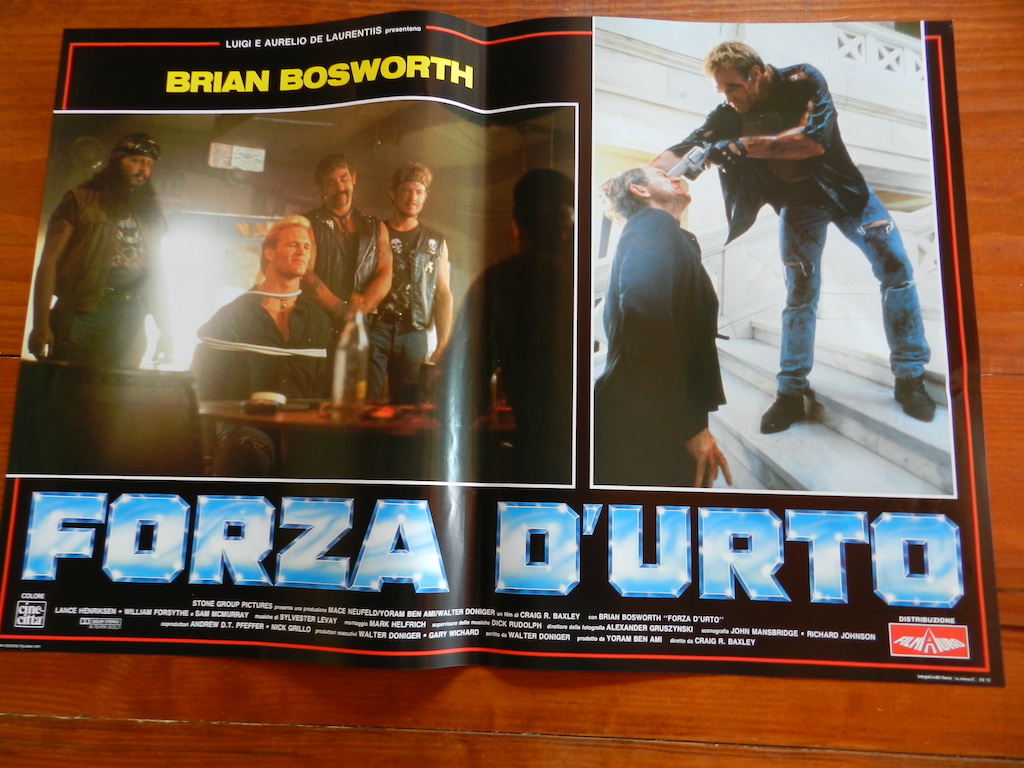 LUIGI E AURELIO DE LAURENTIIS presentano
BRIAN BOSWORTH
FORZA D'URTO
COLORE
cine-
città
DOLBY STEREO
STONE GROUP PICTURES presenta una produzione MACE NEUFELD/YORAM BEN AMI/WALTER DONIGER un film di CRAIG R. BAXLEY con BRIAN BOSWORTH "FORZA D'URTO"
LANCE HENRIKSEN • WILLIAM FORSYTHE e SAM MCMURRAY musiche di SYLVESTER LEVAY montaggio MARK HELFRICH supervisione delle musiche DICK RUDOLPH direttore della fotografia ALEXANDER GRUSZYNSKI scenografia JOHN MANSBRIDGE • RICHARD JOHNSON
coproduttori ANDREW D.T. PFEFFER • NICK GRILLO produttori esecutivi WALTER DONIGER • GARY WICHARD scritto da WALTER DONIGER prodotto da YORAM BEN AMI diretto da CRAIG R. BAXLEY
DISTRIBUZIONE
FILMAURO